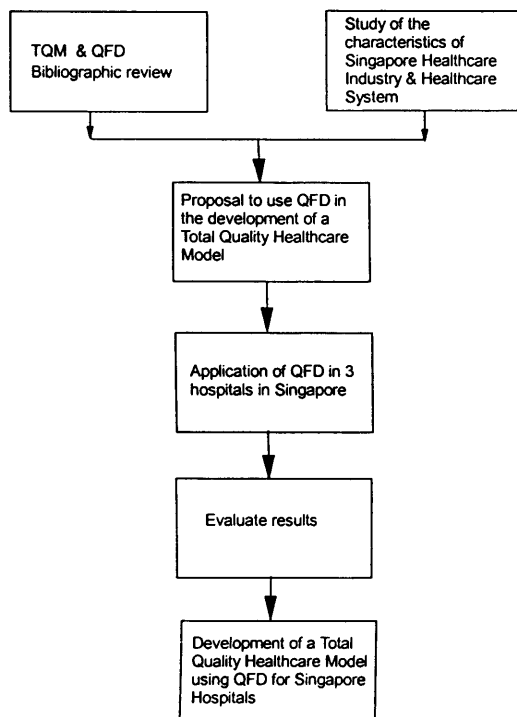 TQM & QFD
Bibliographic review
Study of the
characteristics of
Singapore Healthcare
Industry & Healthcare
System
Proposal to use QFD in
the development of a
Total Quality Healthcare
Model
Application of QFD in 3
hospitals in Singapore
Evaluate results
Development of a Total
Quality Healthcare Model
using QFD for Singapore
Hospitals